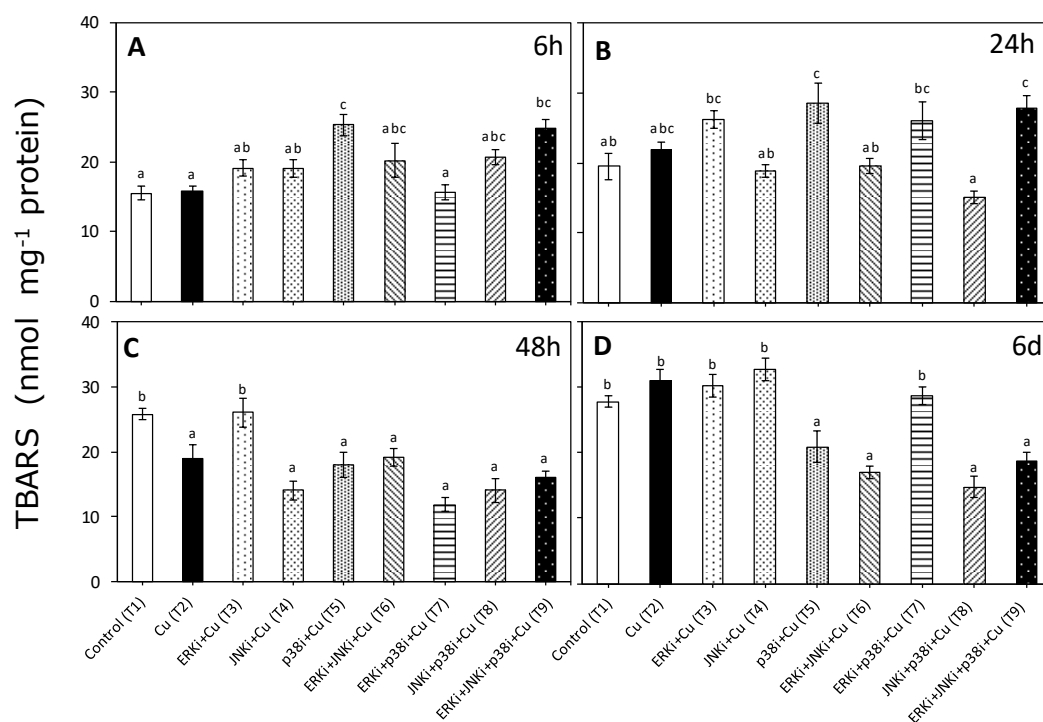 TBARS (nmol mg-1 protein)
A
6h
40
30
20
10
0
a
a
ab
ab
c
abc
a
abc
bc
B
24h
ab
abc
bc
ab
c
ab
bc
a
c
C
48h
40
30
20
10
0
b
a
b
a
a
a
a
a
a
D
6d
b
b
b
b
a
a
b
a
a
Control (T1)
Cu (T2)
ERKi+Cu (T3)
JNKi+Cu (T4)
p38i+Cu (T5)
ERKi+JNKi+Cu (T6)
ERKi+p38i+Cu (T7)
JNKi+p38i+Cu (T8)
ERKi+JNKi+p38i+Cu (T9)
Control (T1)
Cu (T2)
ERKi+Cu (T3)
JNKi+Cu (T4)
p38i+Cu (T5)
ERKi+JNKi+Cu (T6)
ERKi+p38i+Cu (T7)
JNKi+p38i+Cu (T8)
ERKi+JNKi+p38i+Cu (T9)